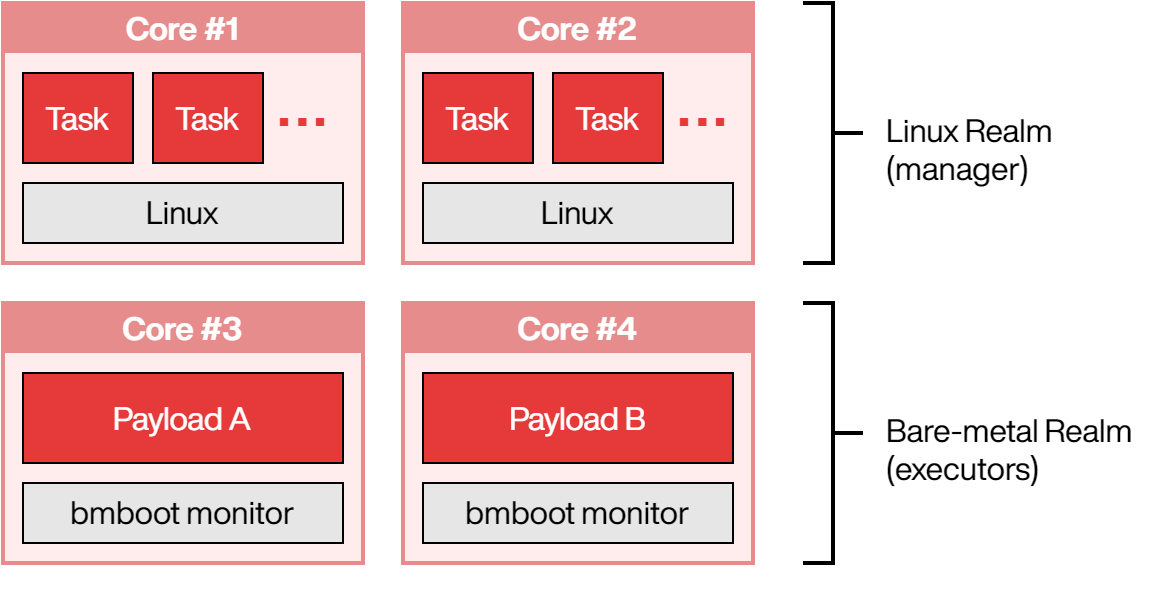 Core #1
Core #2
Task
Task
...
Task
Task
...
Linux
Linux
Linux Realm
(manager)
Core #3
Core #4
Payload A
Payload B
bmboot monitor
bmboot monitor
Bare-metal Realm
(executors)